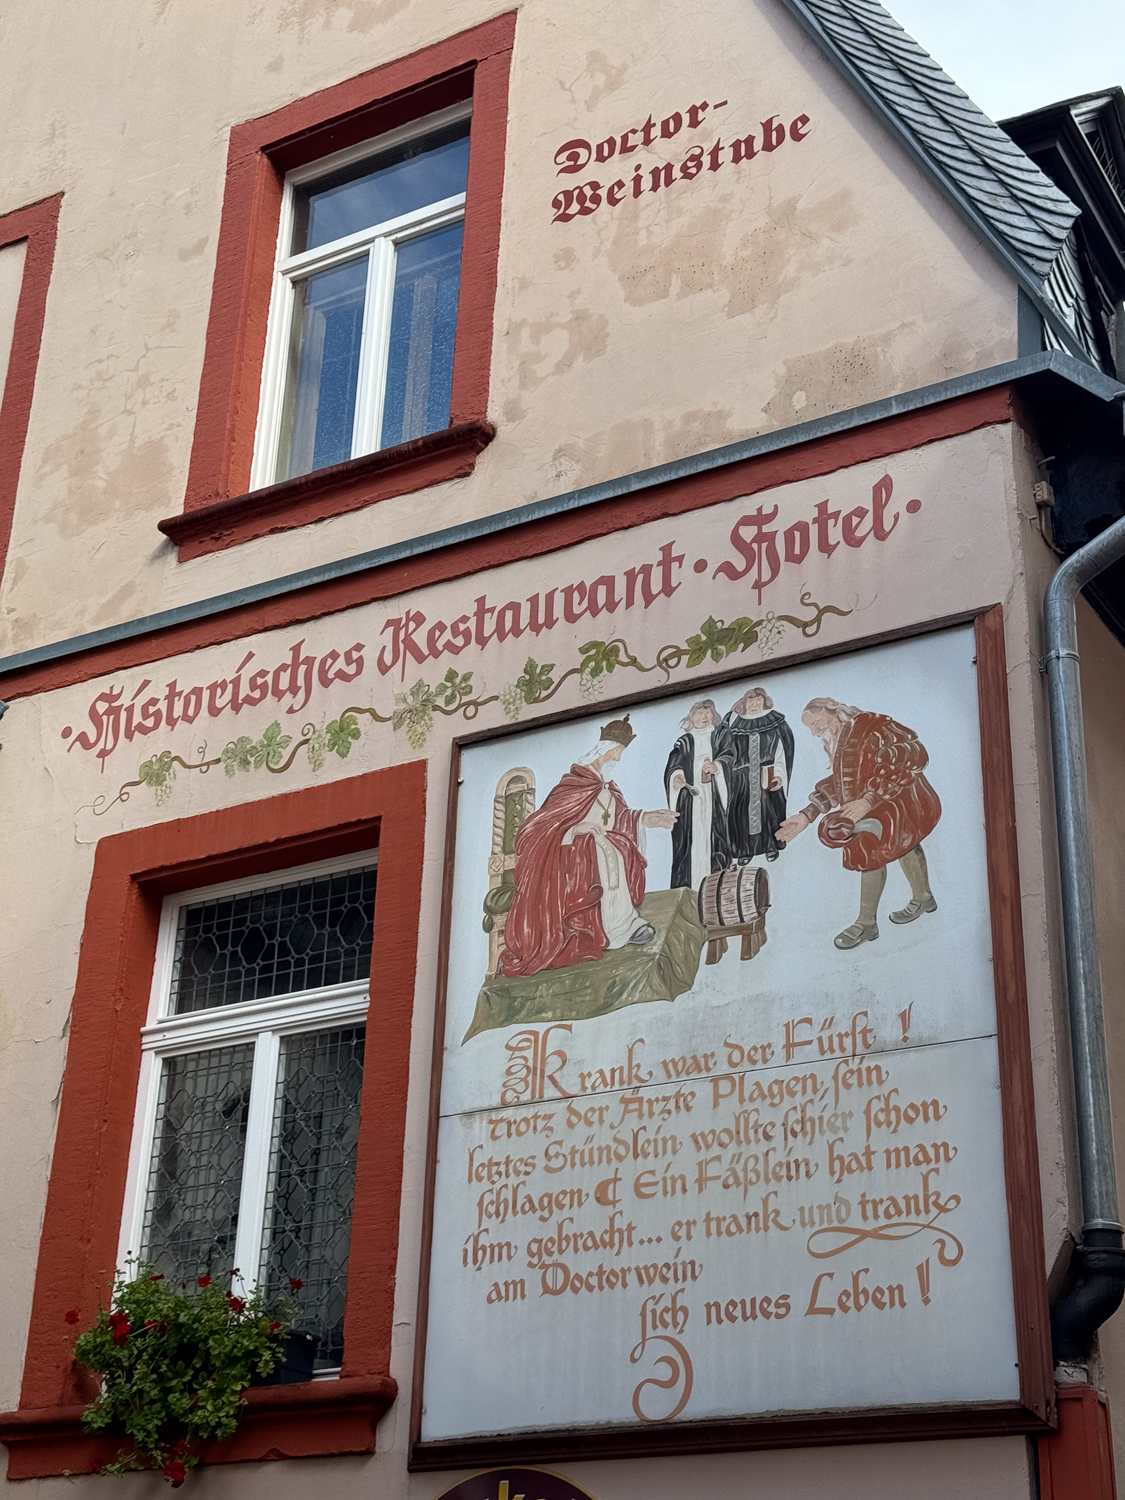 Doctor-
Weinstube
· Historisches Restaurant · Hotel ·
Krank war der Fürst !
trotz der Ärzte Plagen, sein
letztes Stündlein wollte schier schon
schlagen ₵ Ein Fäßlein hat man
ihm gebracht... er trank und trank
am Doctorwein
sich neues Leben !